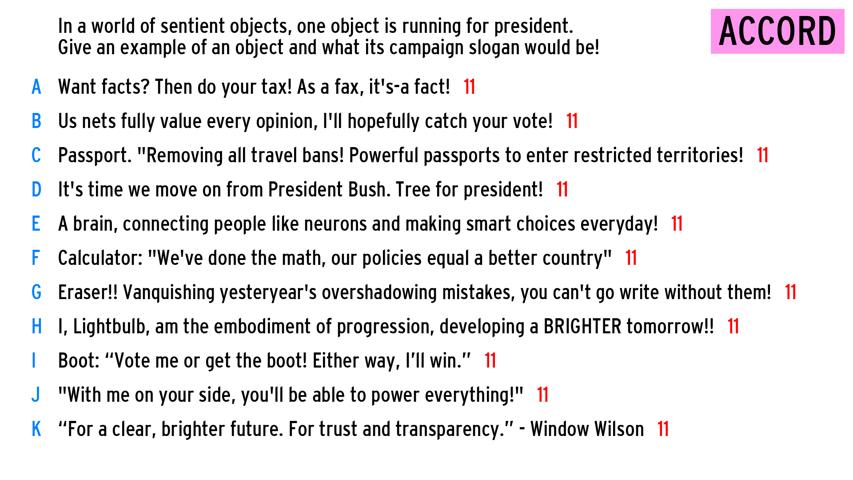 In a world of sentient objects, one object is running for president.
Give an example of an object and what its campaign slogan would be!
ACCORD
A Want facts? Then do your tax! As a fax, it's-a fact! 11
B Us nets fully value every opinion, I'll hopefully catch your vote! 11
C Passport. "Removing all travel bans! Powerful passports to enter restricted territories! 11
D It's time we move on from President Bush. Tree for president! 11
E A brain, connecting people like neurons and making smart choices everyday! 11
F Calculator: "We've done the math, our policies equal a better country" 11
G Eraser!! Vanquishing yesteryear's overshadowing mistakes, you can't go write without them! 11
H I, Lightbulb, am the embodiment of progression, developing a BRIGHTER tomorrow!! 11
I Boot: “Vote me or get the boot! Either way, I’ll win.” 11
J "With me on your side, you'll be able to power everything!" 11
K “For a clear, brighter future. For trust and transparency.” - Window Wilson 11